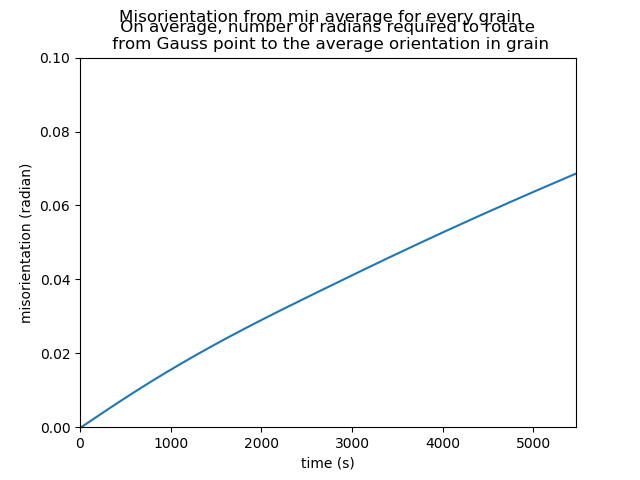 Misorientation from min average for every grain
On average, number of radians required to rotate
from Gauss point to the average orientation in grain
0.10
0.08
0.06
0.04
0.02
0.00
misorientation (radian)
0 1000 2000 3000 4000 5000
time (s)